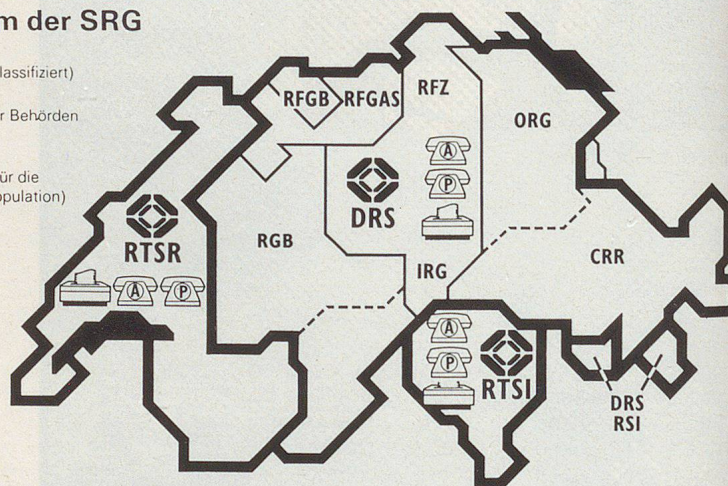 m der SRG
lassifiziert)
r Behörden
ür die
opulation)
RFGB
RFGAS
RFZ
ORG
A
P
DRS
RGB
RTSR
A
P
IRG
CRR
A
P
RTSI
DRS
RSI